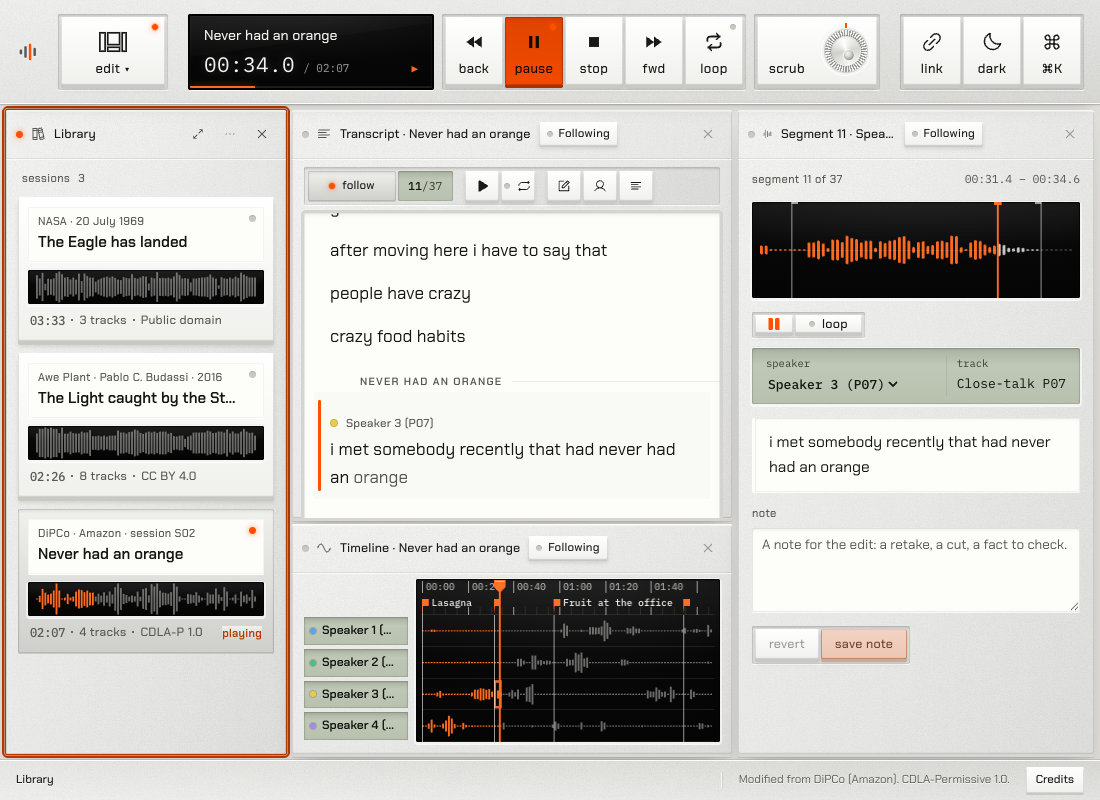 edit
Never had an orange
00:34.0 / 02:07
back
pause
stop
fwd
loop
scrub
link
dark
⌘K
Library
sessions 3
NASA · 20 July 1969
The Eagle has landed
03:33 · 3 tracks · Public domain
Awe Plant · Pablo C. Budassi · 2016
The Light caught by the St...
02:26 · 8 tracks · CC BY 4.0
DiPCo · Amazon · session S02
Never had an orange
02:07 · 4 tracks · CDLA-P 1.0 playing
Transcript · Never had an orange Following
follow 11/37
after moving here i have to say that
people have crazy
crazy food habits
NEVER HAD AN ORANGE
Speaker 3 (P07)
i met somebody recently that had never had
an orange
Timeline · Never had an orange Following
00:00 00:2 00:40 01:00 01:20 01:40
Lasagna Fruit at the office
Speaker 1 (...
Speaker 2 (...
Speaker 3 (...
Speaker 4 (...
Segment 11 · Spea... Following
segment 11 of 37 00:31.4 – 00:34.6
loop
speaker track
Speaker 3 (P07) Close-talk P07
i met somebody recently that had never
had an orange
note
A note for the edit: a retake, a cut, a fact to check.
revert save note
Library
Modified from DiPCo (Amazon). CDLA-Permissive 1.0. Credits